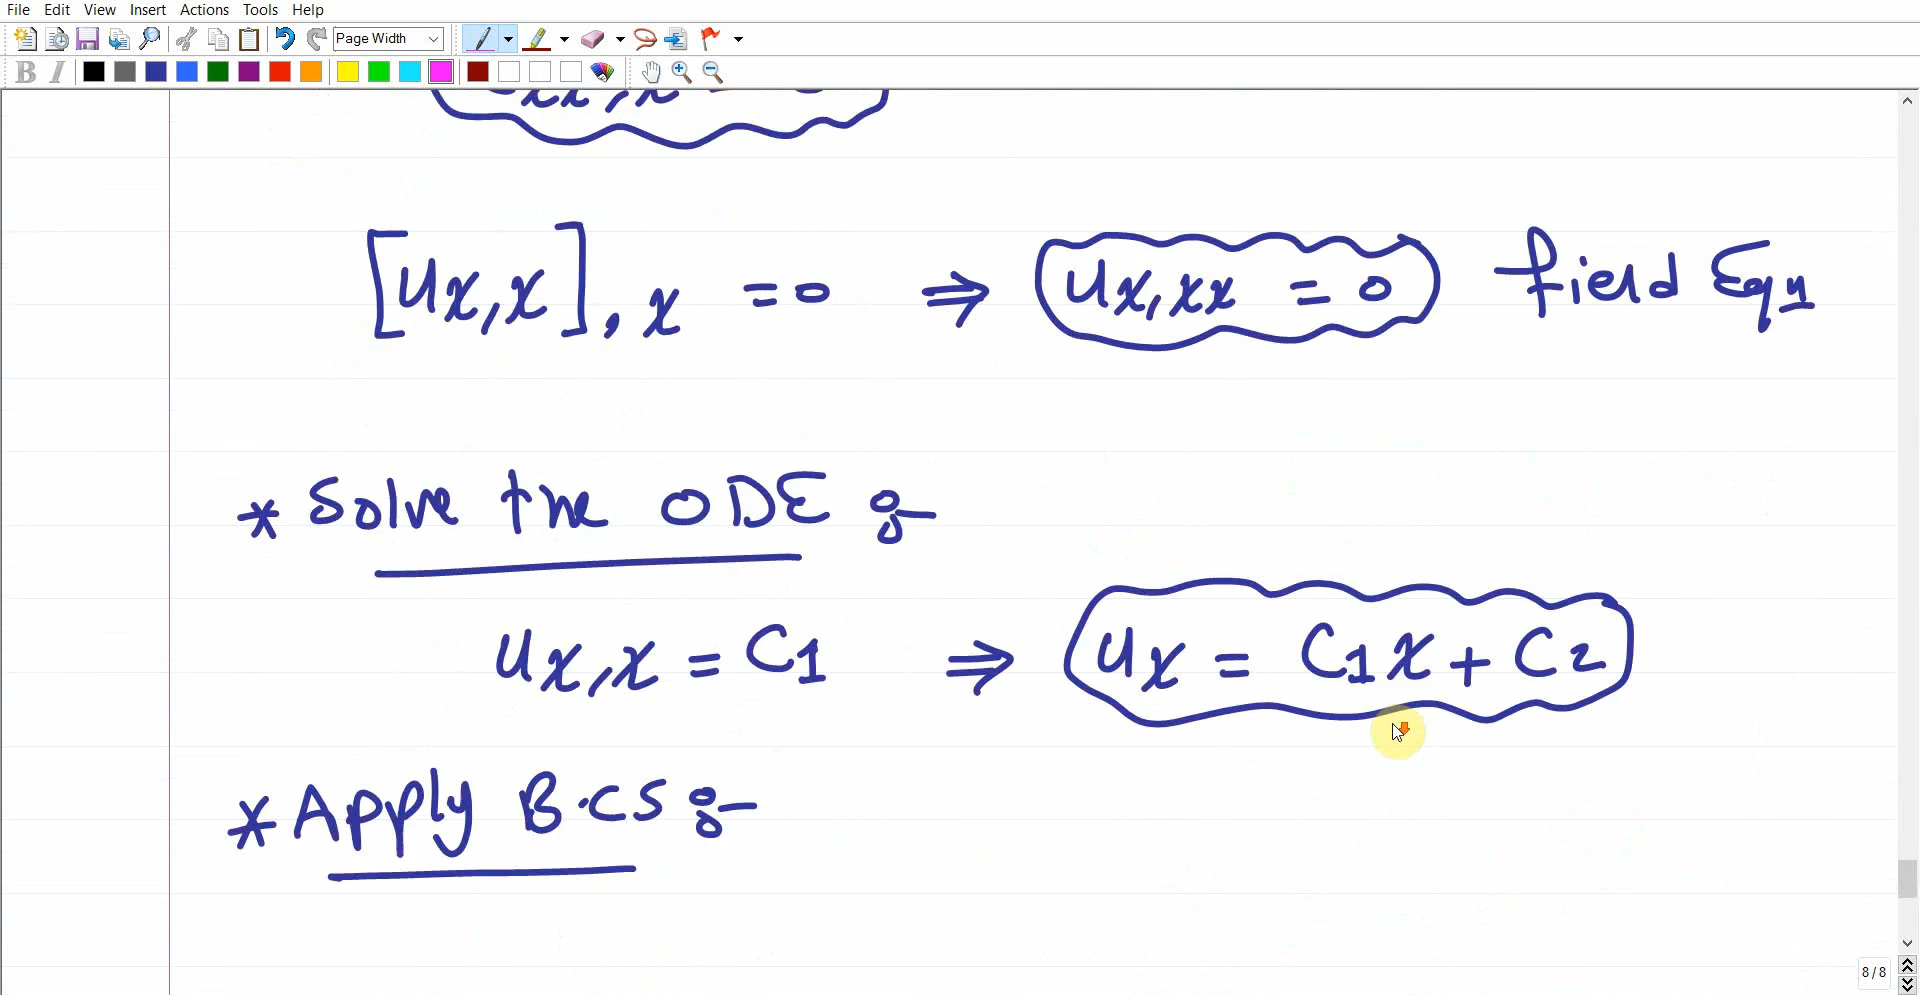 File Edit View Insert Actions Tools Help
Page Width
B I
[ux,x],x =0 ⇒ ux,xx = 0 field Eqn
* Solve the ODE :-
ux,x = C1 ⇒ ux = C1x + C2
* Apply B.CS :-
8 / 8